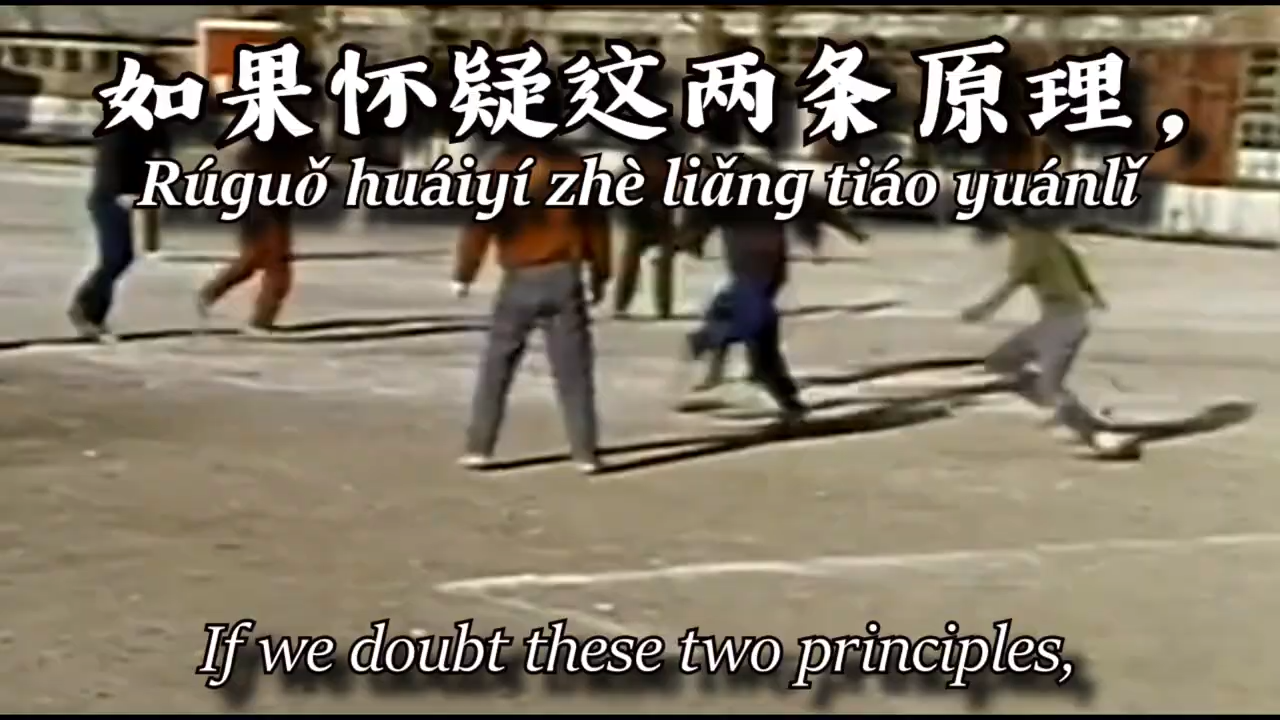 如果怀疑这两条原理，
Rúguǒ huáiyí zhè liǎng tiáo yuánlǐ
If we doubt these two principles,